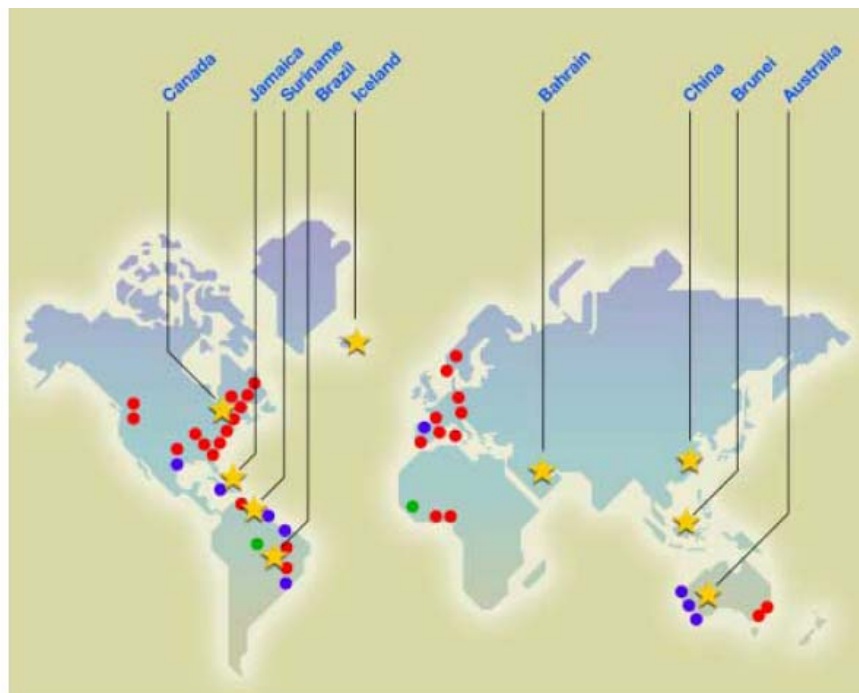 Canada
Jamaica
Suriname
Brazil
Iceland
Bahrain
China
Brunei
Australia